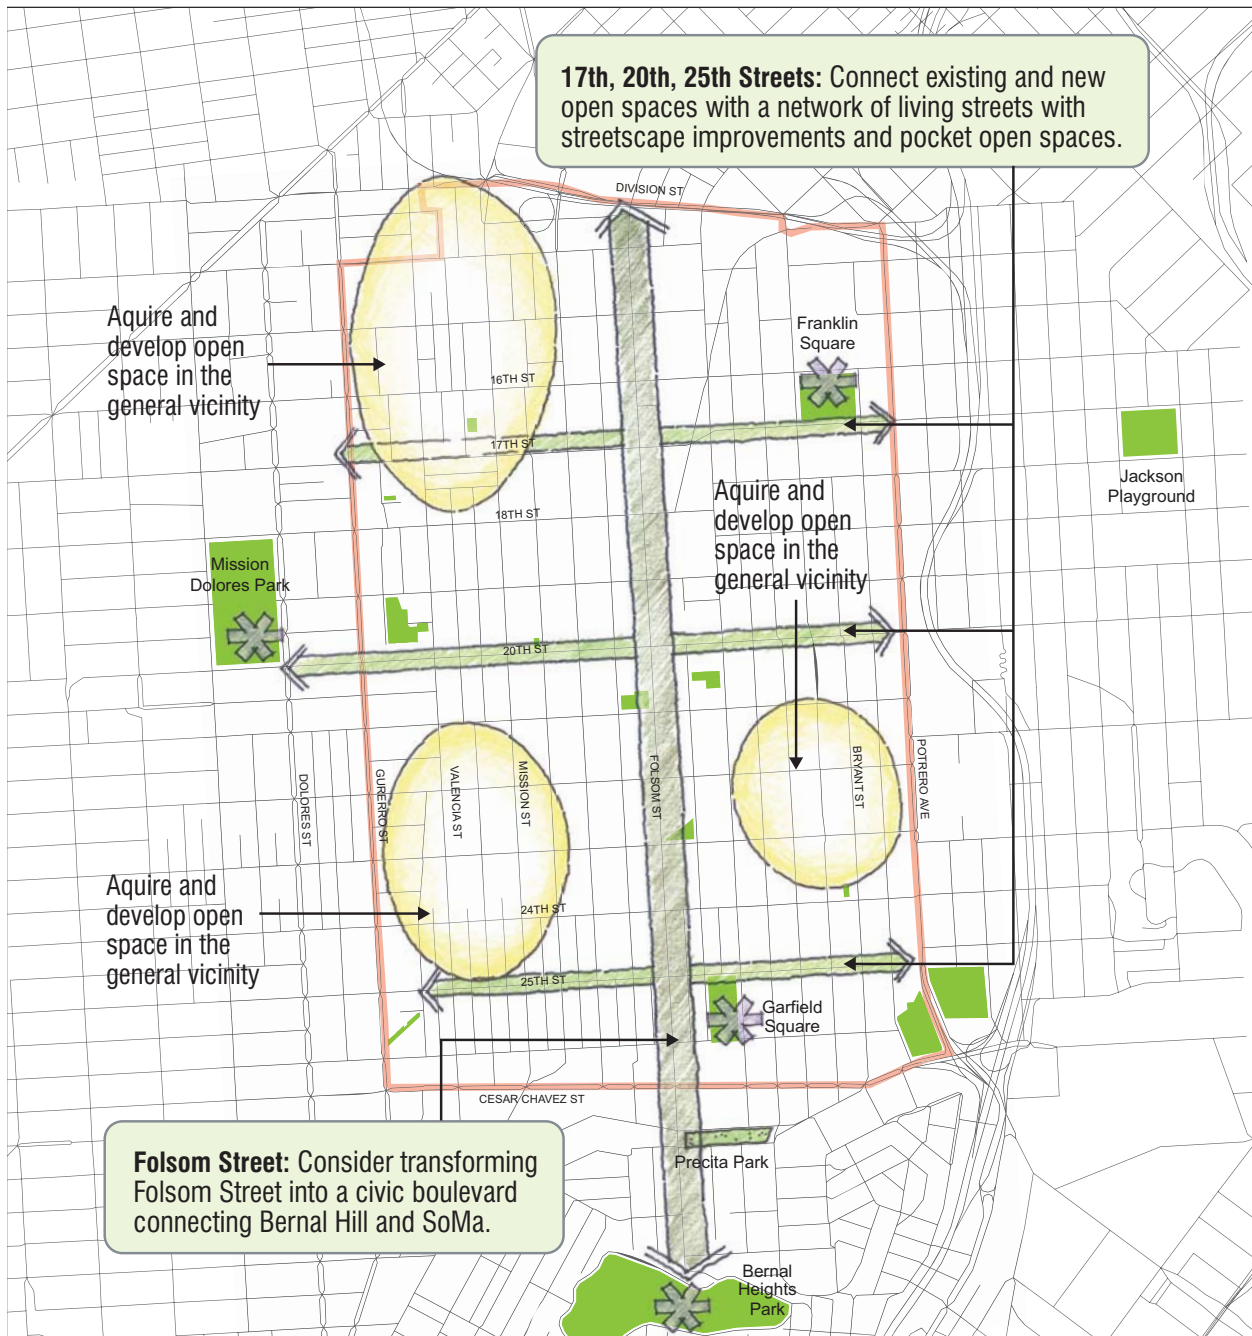 17th, 20th, 25th Streets: Connect existing and new
open spaces with a network of living streets with
streetscape improvements and pocket open spaces.
DIVISION ST
Aquire and
develop open
space in the
general vicinity
Franklin
Square
16TH ST
17TH ST
18TH ST
Jackson
Playground
Aquire and
develop open
space in the
general vicinity
Mission
Dolores Park
20TH ST
DOLORES ST
GURERRO ST
VALENCIA ST
MISSION ST
FOLSOM ST
BRYANT ST
POTRERO AVE
Aquire and
develop open
space in the
general vicinity
24TH ST
25TH ST
Garfield
Square
CESAR CHAVEZ ST
Folsom Street: Consider transforming
Folsom Street into a civic boulevard
connecting Bernal Hill and SoMa.
Precita Park
Bernal
Heights
Park